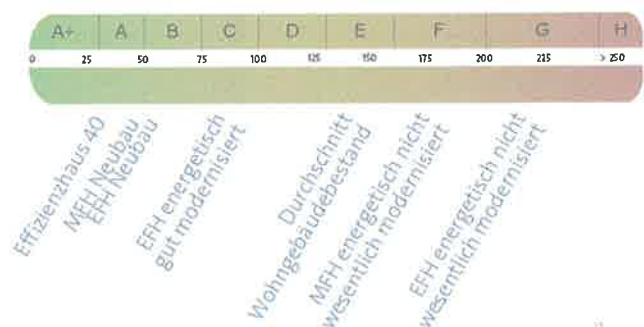 A+ A B C D E F G H
0 25 50 75 100 125 150 175 200 225 > 250
Effizienzhaus 40
MFH Neubau
EFH Neubau
EFH energetisch
gut modernisiert
Durchschnitt
Wohngebäudebestand
MFH energetisch nicht
wesentlich modernisiert
EFH energetisch nicht
wesentlich modernisiert